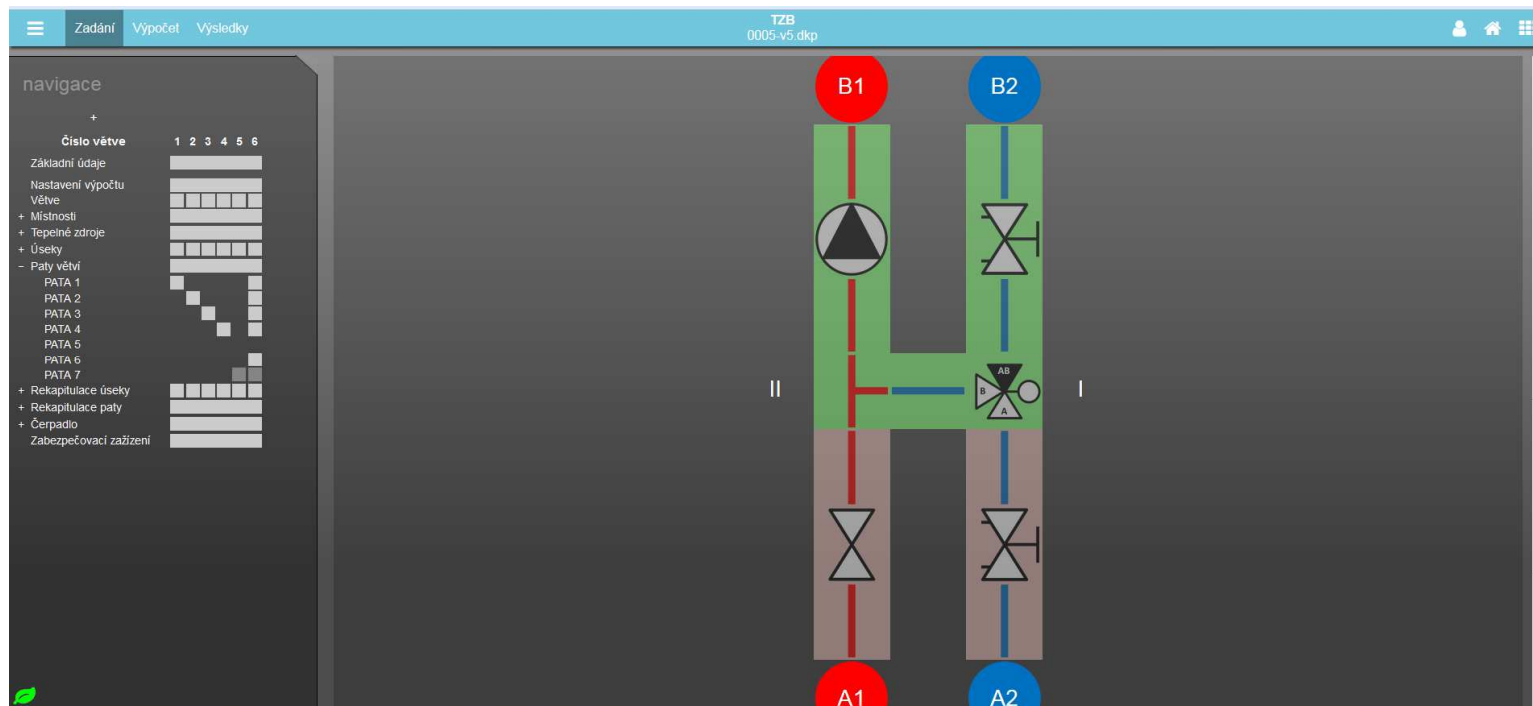 Zadání Výpočet Výsledky
TZB
0005-v5.dkp
navigace
+
Číslo větve 1 2 3 4 5 6
Základní údaje
Nastavení výpočtu
Větve
+ Místnosti
+ Tepelné zdroje
+ Úseky
− Paty větví
PATA 1
PATA 2
PATA 3
PATA 4
PATA 5
PATA 6
PATA 7
+ Rekapitulace úseky
+ Rekapitulace paty
+ Čerpadlo
Zabezpečovací zažízení
B1 B2
AB
B
A
II I
A1 A2